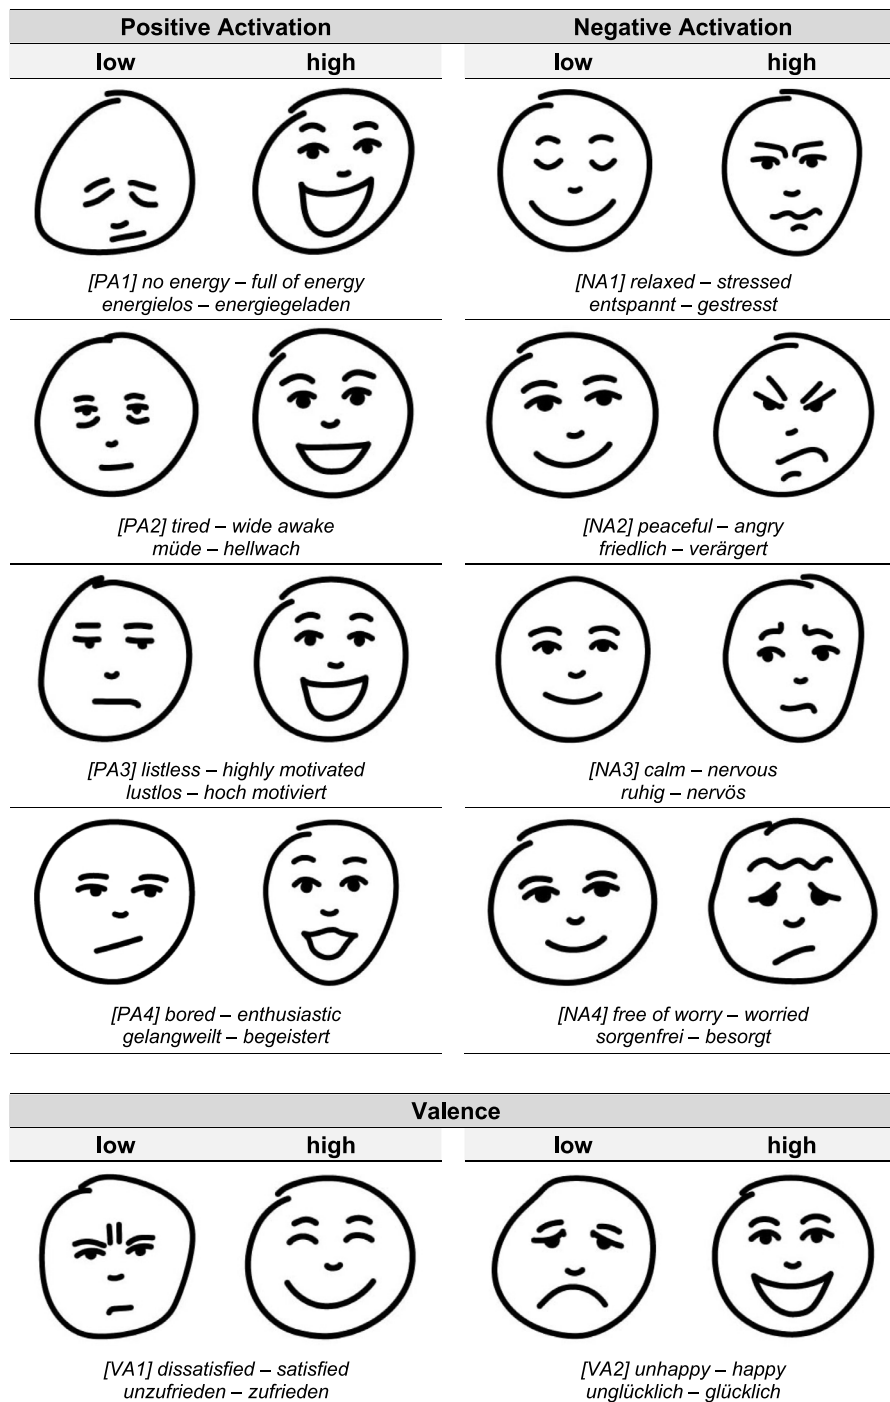 Positive Activation
Negative Activation
low
high
low
high
[PA1] no energy – full of energy
energielos – energiegeladen
[NA1] relaxed – stressed
entspannt – gestresst
[PA2] tired – wide awake
müde – hellwach
[NA2] peaceful – angry
friedlich – verärgert
[PA3] listless – highly motivated
lustlos – hoch motiviert
[NA3] calm – nervous
ruhig – nervös
[PA4] bored – enthusiastic
gelangweilt – begeistert
[NA4] free of worry – worried
sorgenfrei – besorgt
Valence
low
high
low
high
[VA1] dissatisfied – satisfied
unzufrieden – zufrieden
[VA2] unhappy – happy
unglücklich – glücklich